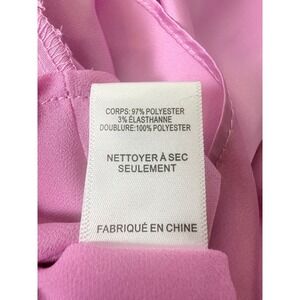 CORPS: 97% POLYESTER
3% ÉLASTHANNE
DOUBLURE:100% POLYESTER
NETTOYER À SEC
SEULEMENT
FABRIQUÉ EN CHINE